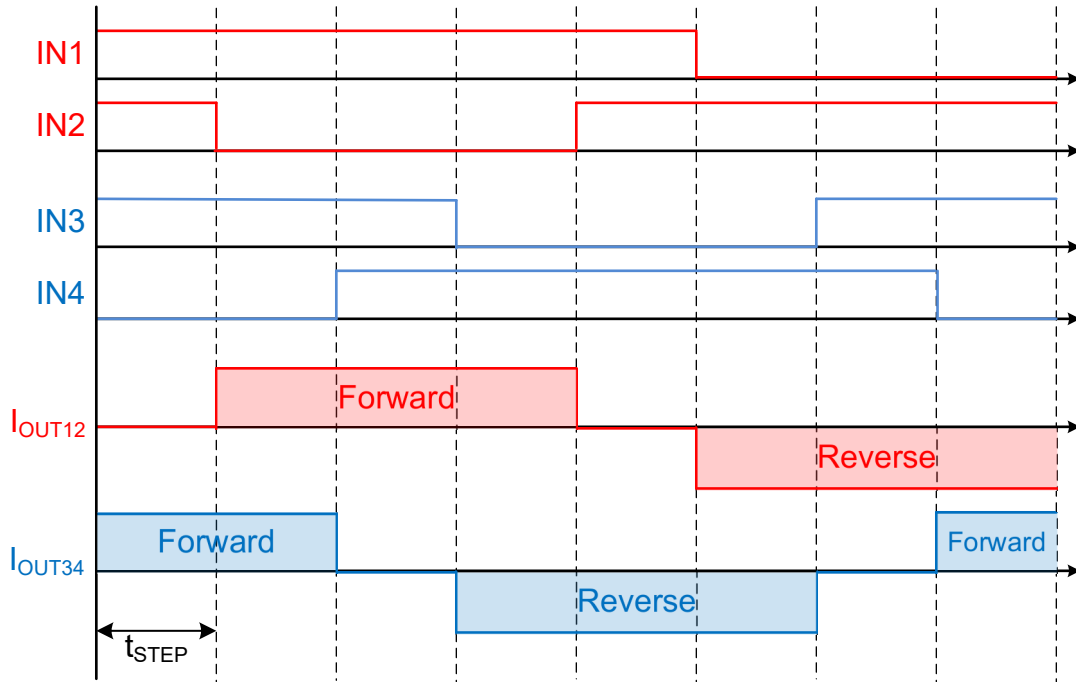 IN1
IN2
IN3
IN4
Forward
I_OUT12
Reverse
Forward
Forward
I_OUT34
Reverse
t_STEP